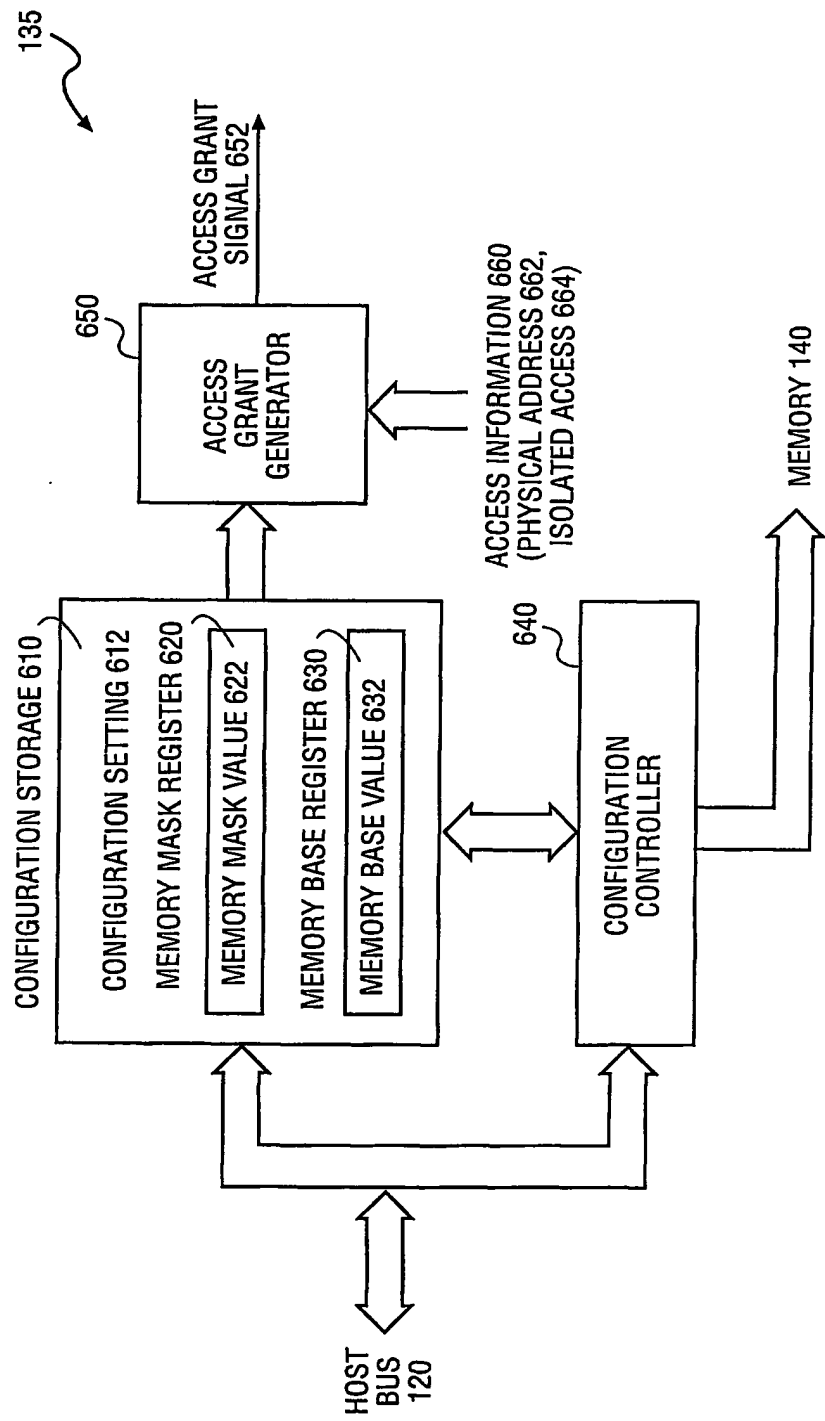 135
CONFIGURATION STORAGE 610
CONFIGURATION SETTING 612
MEMORY MASK REGISTER 620
MEMORY MASK VALUE 622
MEMORY BASE REGISTER 630
MEMORY BASE VALUE 632
650
ACCESS
GRANT
GENERATOR
ACCESS GRANT
SIGNAL 652
ACCESS INFORMATION 660
(PHYSICAL ADDRESS 662,
ISOLATED ACCESS 664)
HOST
BUS
120
640
CONFIGURATION
CONTROLLER
MEMORY 140